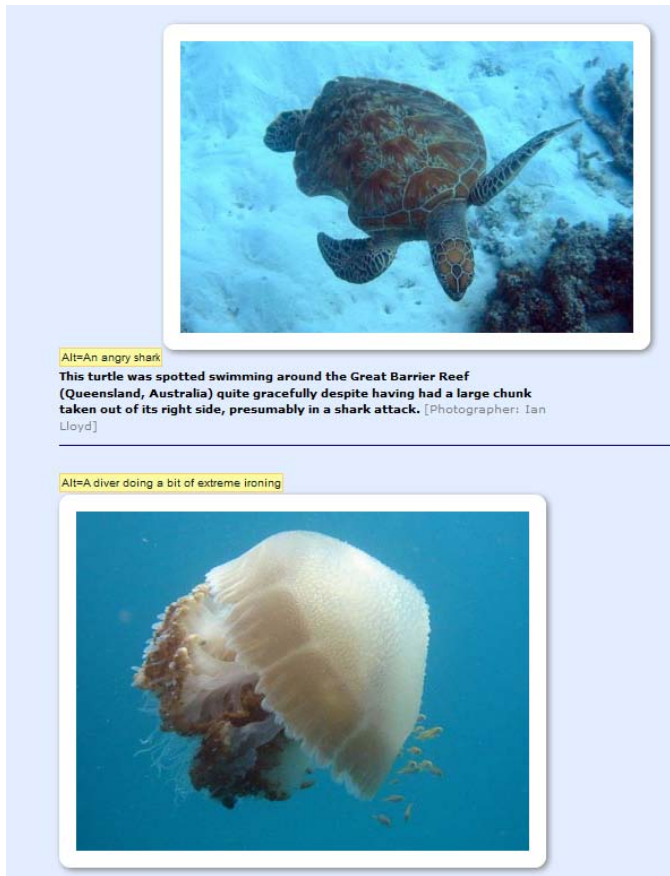 Alt=An angry shark
This turtle was spotted swimming around the Great Barrier Reef
(Queensland, Australia) quite gracefully despite having had a large chunk
taken out of its right side, presumably in a shark attack. [Photographer: Ian
Lloyd]
Alt=A diver doing a bit of extreme ironing